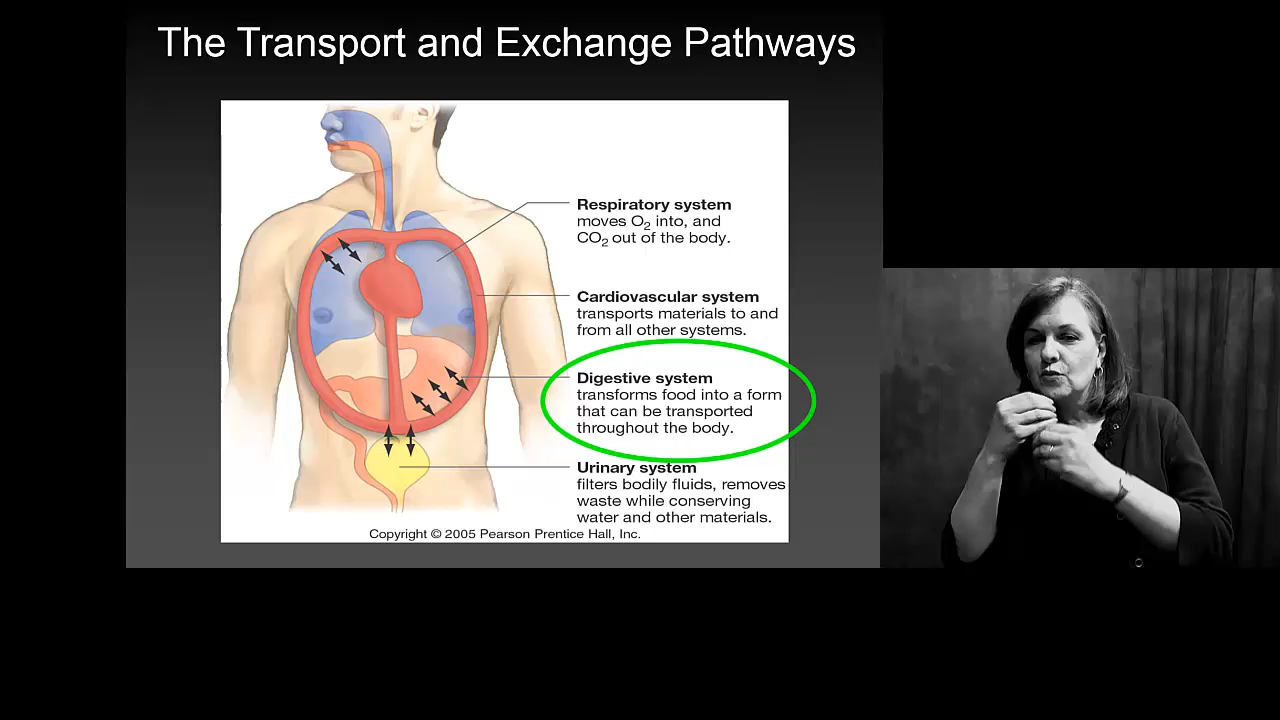 The Transport and Exchange Pathways
Respiratory system
moves O₂ into, and
CO₂ out of the body.
Cardiovascular system
transports materials to and
from all other systems.
Digestive system
transforms food into a form
that can be transported
throughout the body.
Urinary system
filters bodily fluids, removes
waste while conserving
water and other materials.
Copyright © 2005 Pearson Prentice Hall, Inc.